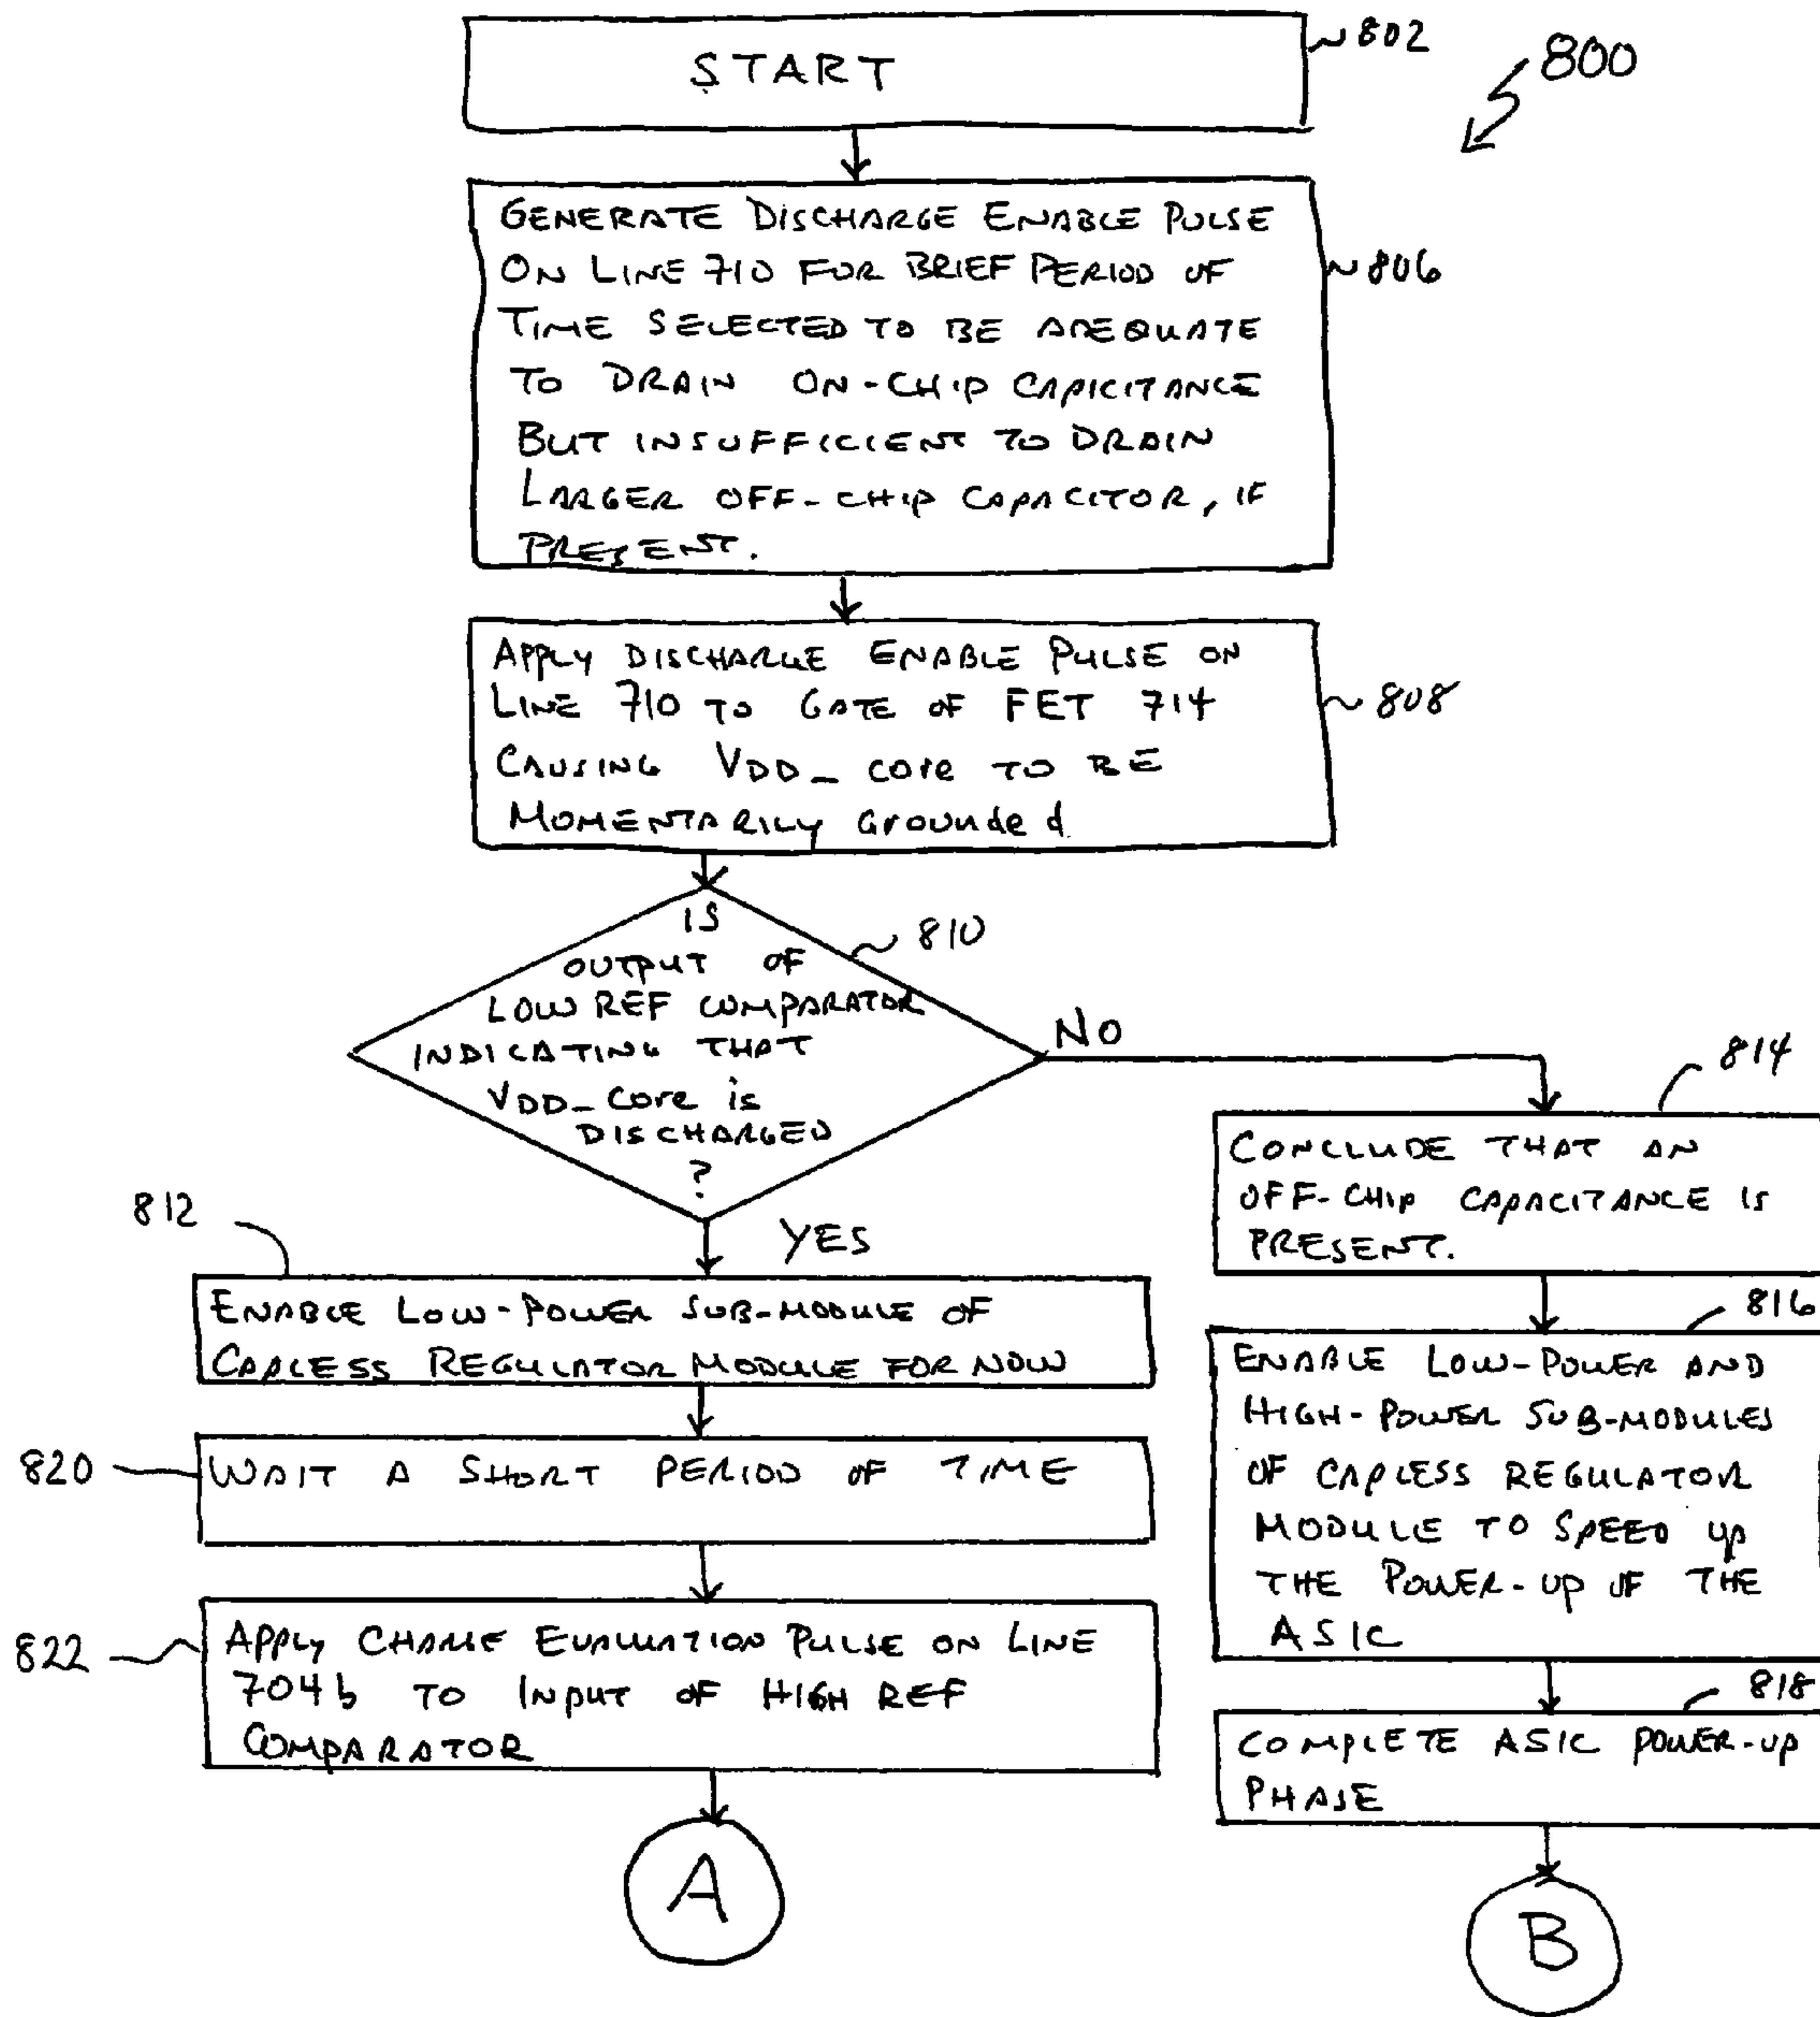 START
802
800
GENERATE DISCHARGE ENABLE PULSE
ON LINE 710 FOR BRIEF PERIOD OF
TIME SELECTED TO BE ADEQUATE
TO DRAIN ON-CHIP CAPICITANCE
BUT INSUFFICIENT TO DRAIN
LARGER OFF-CHIP CAPACITOR, IF
PRESENT.
806
APPLY DISCHARGE ENABLE PULSE ON
LINE 710 TO GATE OF FET 714
CAUSING VDD_core TO BE
MOMENTARILY Grounded
808
IS
OUTPUT OF
LOW REF COMPARATOR
INDICATING THAT
VDD_Core is
DISCHARGED
?
810
NO
YES
814
CONCLUDE THAT AN
OFF-CHIP CAPACITANCE IS
PRESENT.
812
ENABLE LOW-POWER SUB-MODULE OF
CAPLESS REGULATOR MODULE FOR NOW
816
ENABLE LOW-POWER AND
HIGH-POWER SUB-MODULES
OF CAPLESS REGULATOR
MODULE TO SPEED UP
THE POWER-UP OF THE
ASIC
820
WAIT A SHORT PERIOD OF TIME
822
APPLY CHARGE EVALUATION PULSE ON LINE
704b TO INPUT OF HIGH REF
COMPARATOR
818
COMPLETE ASIC POWER-UP
PHASE
A
B